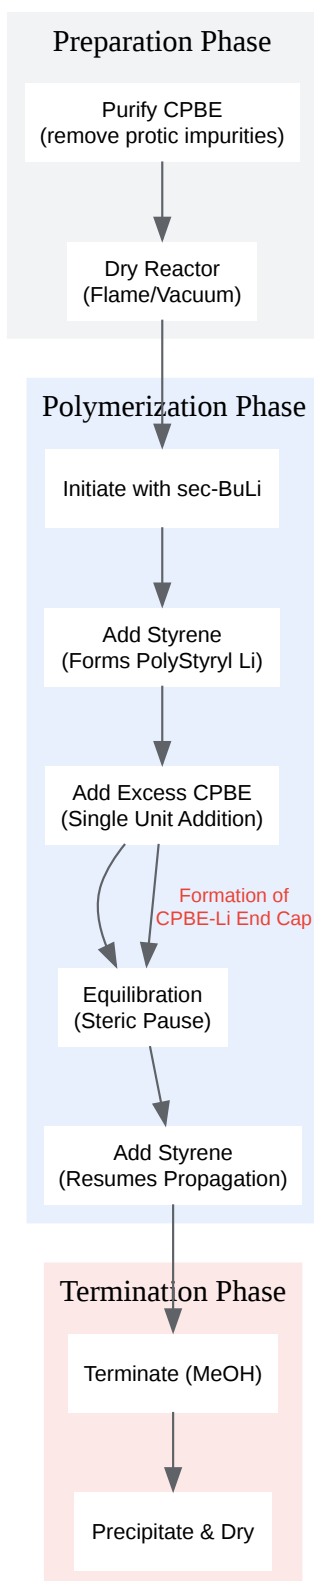 Preparation Phase
Purify CPBE
(remove protic impurities)
Dry Reactor
(Flame/Vacuum)
Polymerization Phase
Initiate with sec-BuLi
Add Styrene
(Forms PolyStyryl Li)
Add Excess CPBE
(Single Unit Addition)
Formation of
CPBE-Li End Cap
Equilibration
(Steric Pause)
Add Styrene
(Resumes Propagation)
Termination Phase
Terminate (MeOH)
Precipitate & Dry